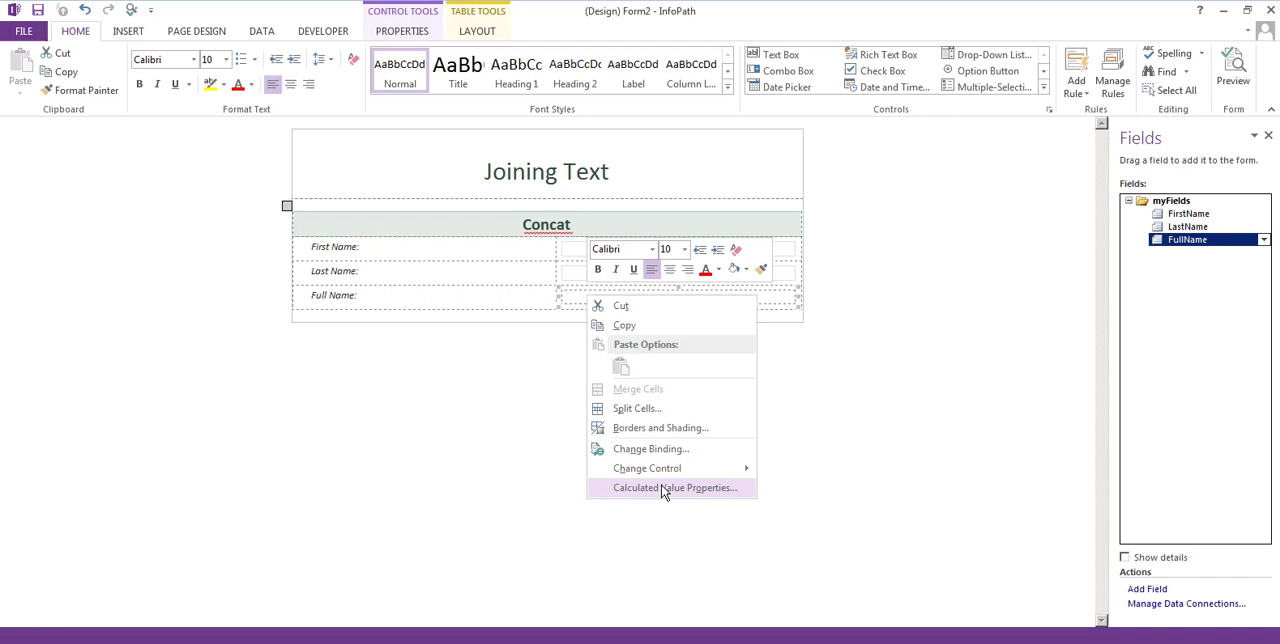 CONTROL TOOLS
TABLE TOOLS
(Design) Form2 - InfoPath
?
FILE
HOME
INSERT
PAGE DESIGN
DATA
DEVELOPER
PROPERTIES
LAYOUT
Paste
Cut
Copy
Format Painter
Clipboard
Calibri
10
B I U
A
Format Text
AaBbCcDd
Normal
AaBb
Title
AaBbCc
Heading 1
AaBbCcDc
Heading 2
AaBbCcDd
Label
AaBbCcDd
Column L...
Font Styles
Text Box
Rich Text Box
Drop-Down List...
Combo Box
Check Box
Option Button
Date Picker
Date and Time...
Multiple-Selecti...
Controls
Add
Rule
Manage
Rules
Rules
Spelling
Find
Select All
Editing
Preview
Form
Joining Text
Concat
First Name:
Last Name:
Full Name:
Calibri
10
B I U
A
Cut
Copy
Paste Options:
Merge Cells
Split Cells...
Borders and Shading...
Change Binding...
Change Control
Calculated Value Properties...
Fields
Drag a field to add it to the form.
Fields:
myFields
FirstName
LastName
FullName
Show details
Actions
Add Field
Manage Data Connections...